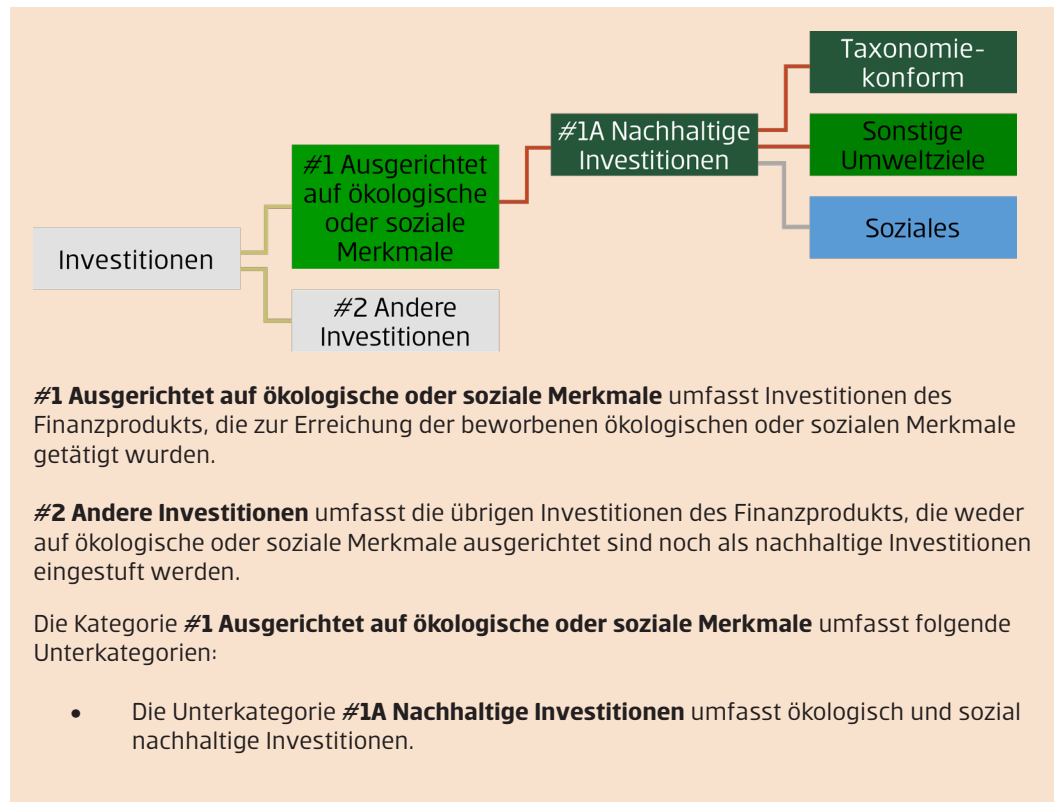 Taxonomie-
konform
#1A Nachhaltige
Investitionen
Sonstige
Umweltziele
#1 Ausgerichtet
auf ökologische
oder soziale
Merkmale
Soziales
Investitionen
#2 Andere
Investitionen
#1 Ausgerichtet auf ökologische oder soziale Merkmale umfasst Investitionen des
Finanzprodukts, die zur Erreichung der beworbenen ökologischen oder sozialen Merkmale
getätigt wurden.
#2 Andere Investitionen umfasst die übrigen Investitionen des Finanzprodukts, die weder
auf ökologische oder soziale Merkmale ausgerichtet sind noch als nachhaltige Investitionen
eingestuft werden.
Die Kategorie #1 Ausgerichtet auf ökologische oder soziale Merkmale umfasst folgende
Unterkategorien:
• Die Unterkategorie #1A Nachhaltige Investitionen umfasst ökologisch und sozial
nachhaltige Investitionen.